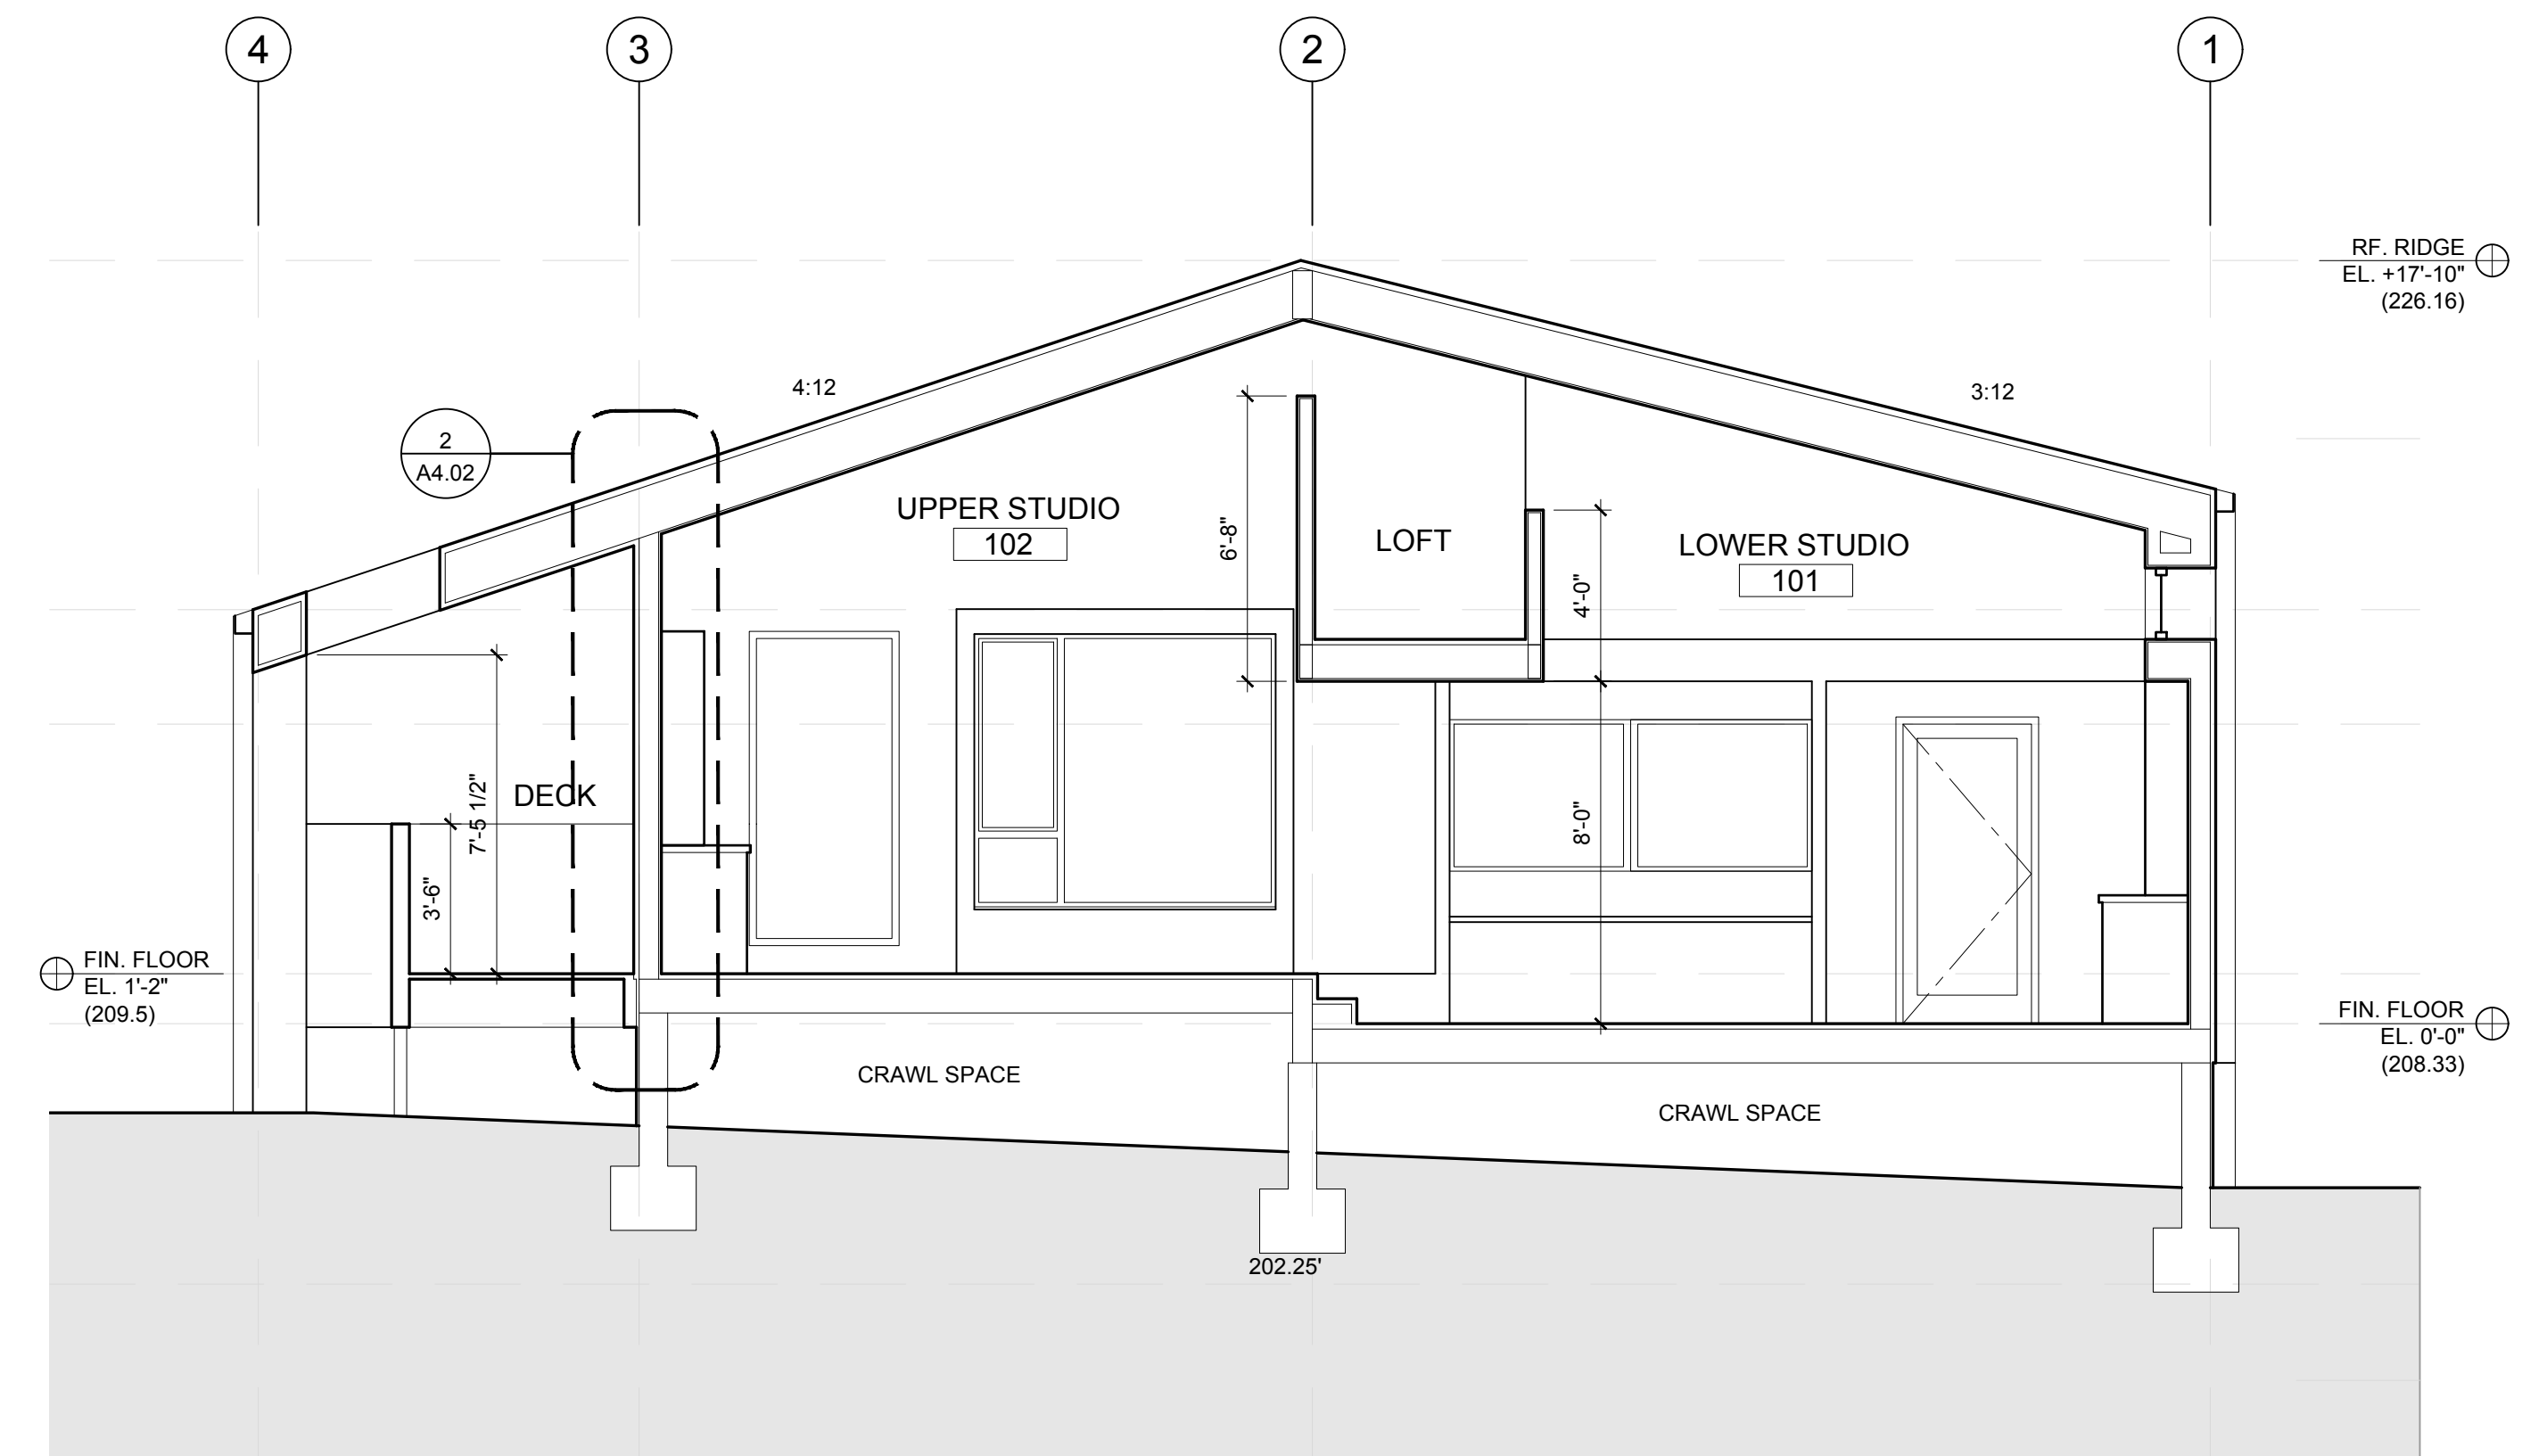 4
3
2
1
RF. RIDGE
EL. +17'-10"
(226.16)
4:12
3:12
2
A4.02
UPPER STUDIO
102
6'-8"
LOFT
4'-0"
LOWER STUDIO
101
DECK
7'-5 1/2"
3'-6"
8'-0"
FIN. FLOOR
EL. 1'-2"
(209.5)
FIN. FLOOR
EL. 0'-0"
(208.33)
CRAWL SPACE
CRAWL SPACE
202.25'